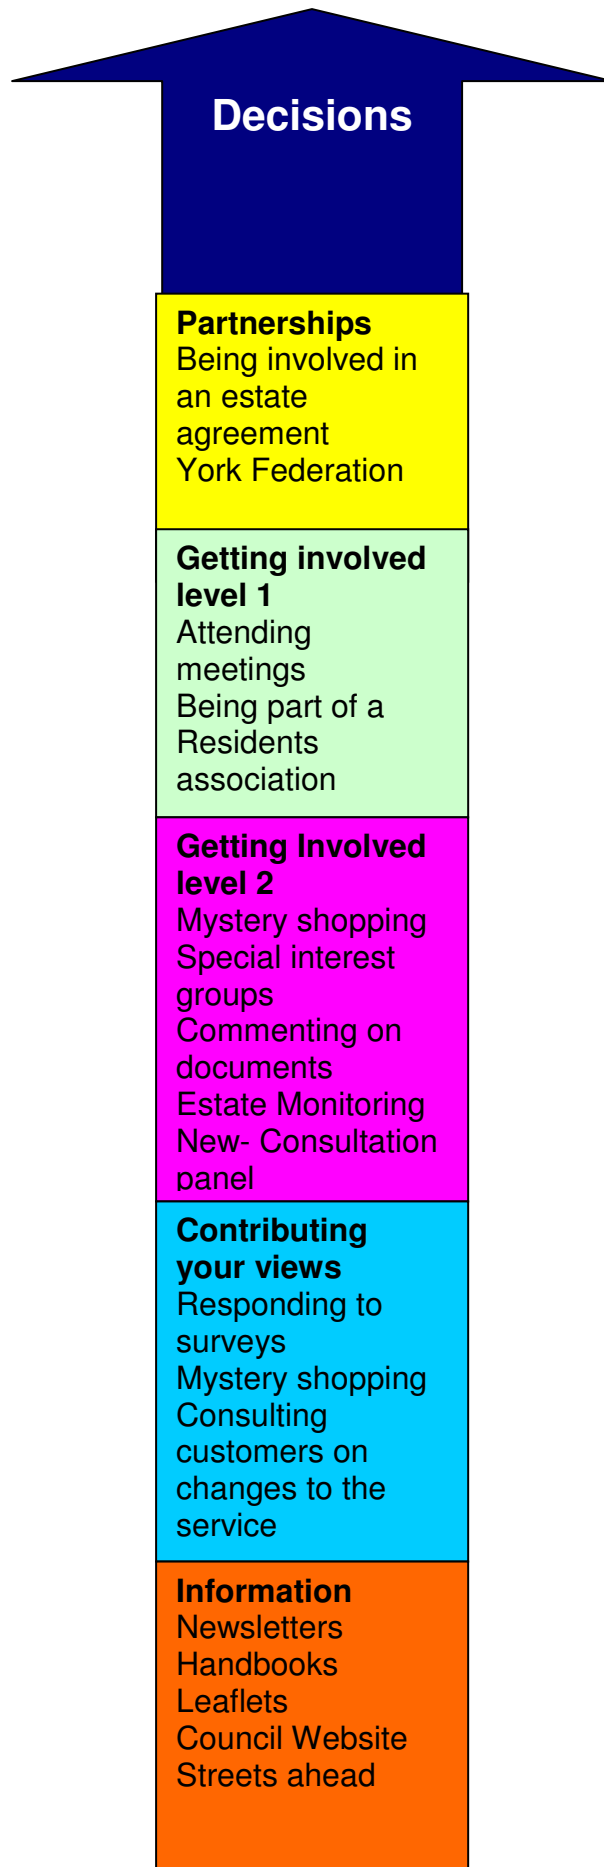 Decisions
Partnerships
Being involved in
an estate
agreement
York Federation
Getting involved
level 1
Attending
meetings
Being part of a
Residents
association
Getting Involved
level 2
Mystery shopping
Special interest
groups
Commenting on
documents
Estate Monitoring
New- Consultation
panel
Contributing
your views
Responding to
surveys
Mystery shopping
Consulting
customers on
changes to the
service
Information
Newsletters
Handbooks
Leaflets
Council Website
Streets ahead